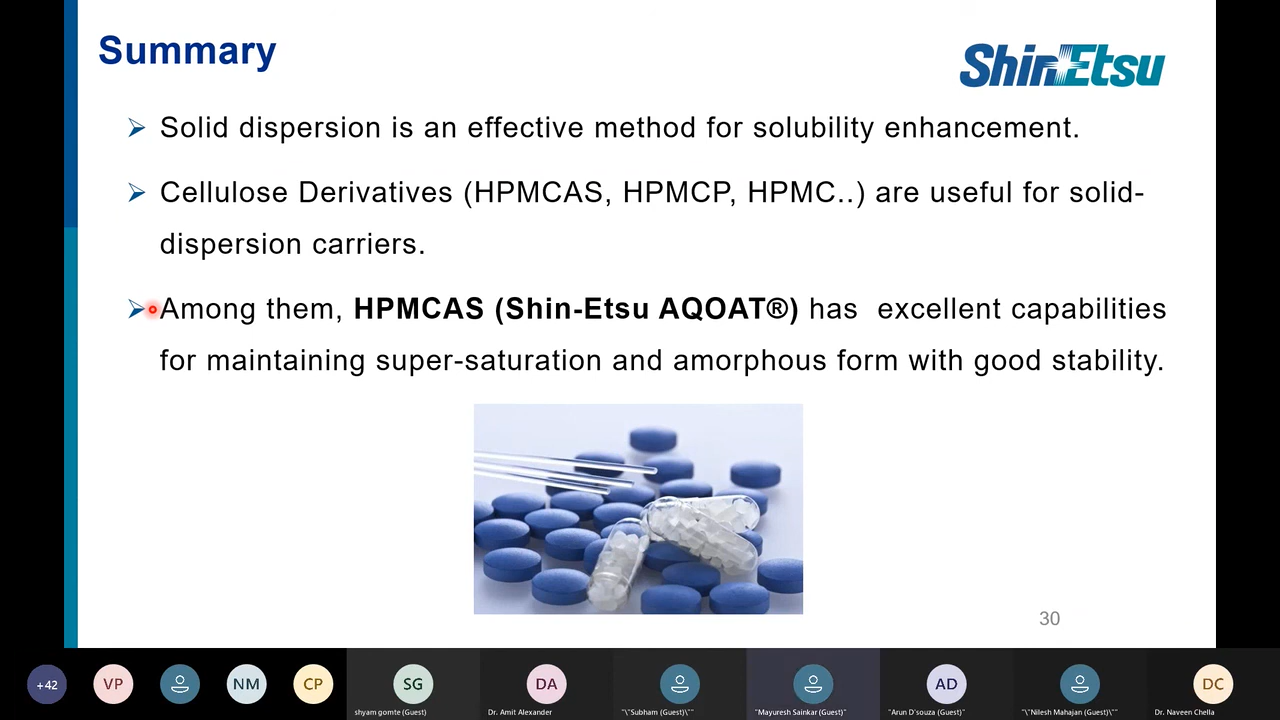 Summary
ShinEtsu
Solid dispersion is an effective method for solubility enhancement.
Cellulose Derivatives (HPMCAS, HPMCP, HPMC..) are useful for solid-
dispersion carriers.
Among them, HPMCAS (Shin-Etsu AQOAT®) has excellent capabilities
for maintaining super-saturation and amorphous form with good stability.
30
+42 VP NM CP SG DA AD DC
shyam gomte (Guest) Dr. Amit Alexander "\"Subham (Guest)\"" "Mayuresh Sainkar (Guest)" "Arun D'souza (Guest)" "\"Nilesh Mahajan (Guest)\"" Dr. Naveen Chella